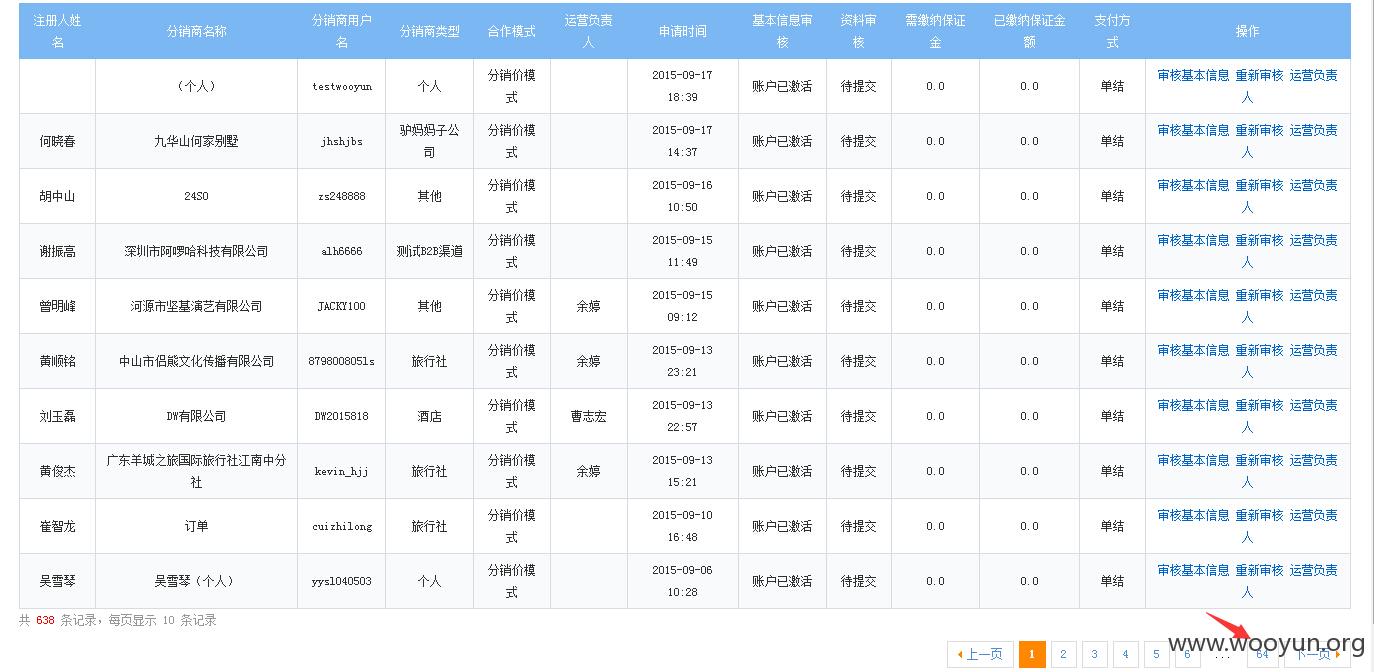 注册人姓名 分销商名称 分销商用户名 分销商类型 合作模式 运营负责人 申请时间 基本信息审核 资料审核 需缴纳保证金 已缴纳保证金额 支付方式 操作
（个人） testwooyun 个人 分销价模式 2015-09-17 18:39 账户已激活 待提交 0.0 0.0 单结 审核基本信息 重新审核 运营负责人
何晓春 九华山何家别墅 jhshjbs 驴妈妈子公司 分销价模式 2015-09-17 14:37 账户已激活 待提交 0.0 0.0 单结 审核基本信息 重新审核 运营负责人
胡中山 24SO zs248888 其他 分销价模式 2015-09-16 10:50 账户已激活 待提交 0.0 0.0 单结 审核基本信息 重新审核 运营负责人
谢振高 深圳市阿啰哈科技有限公司 alh6666 测试B2B渠道 分销价模式 2015-09-15 11:49 账户已激活 待提交 0.0 0.0 单结 审核基本信息 重新审核 运营负责人
曾明峰 河源市坚基演艺有限公司 JACKY100 其他 分销价模式 余婷 2015-09-15 09:12 账户已激活 待提交 0.0 0.0 单结 审核基本信息 重新审核 运营负责人
黄顺铭 中山市侣熊文化传播有限公司 879800805ls 旅行社 分销价模式 余婷 2015-09-13 23:21 账户已激活 待提交 0.0 0.0 单结 审核基本信息 重新审核 运营负责人
刘玉磊 DW有限公司 DW2015818 酒店 分销价模式 曹志宏 2015-09-13 22:57 账户已激活 待提交 0.0 0.0 单结 审核基本信息 重新审核 运营负责人
黄俊杰 广东羊城之旅国际旅行社江南中分社 kevin_hjj 旅行社 分销价模式 余婷 2015-09-13 15:21 账户已激活 待提交 0.0 0.0 单结 审核基本信息 重新审核 运营负责人
崔智龙 订单 cuizhilong 旅行社 分销价模式 2015-09-10 16:48 账户已激活 待提交 0.0 0.0 单结 审核基本信息 重新审核 运营负责人
吴雪琴 吴雪琴（个人） yysl040503 个人 分销价模式 2015-09-06 10:28 账户已激活 待提交 0.0 0.0 单结 审核基本信息 重新审核 运营负责人
共 638 条记录，每页显示 10 条记录
上一页 1 2 3 4 5 6 ... 64 下一页
www.wooyun.org